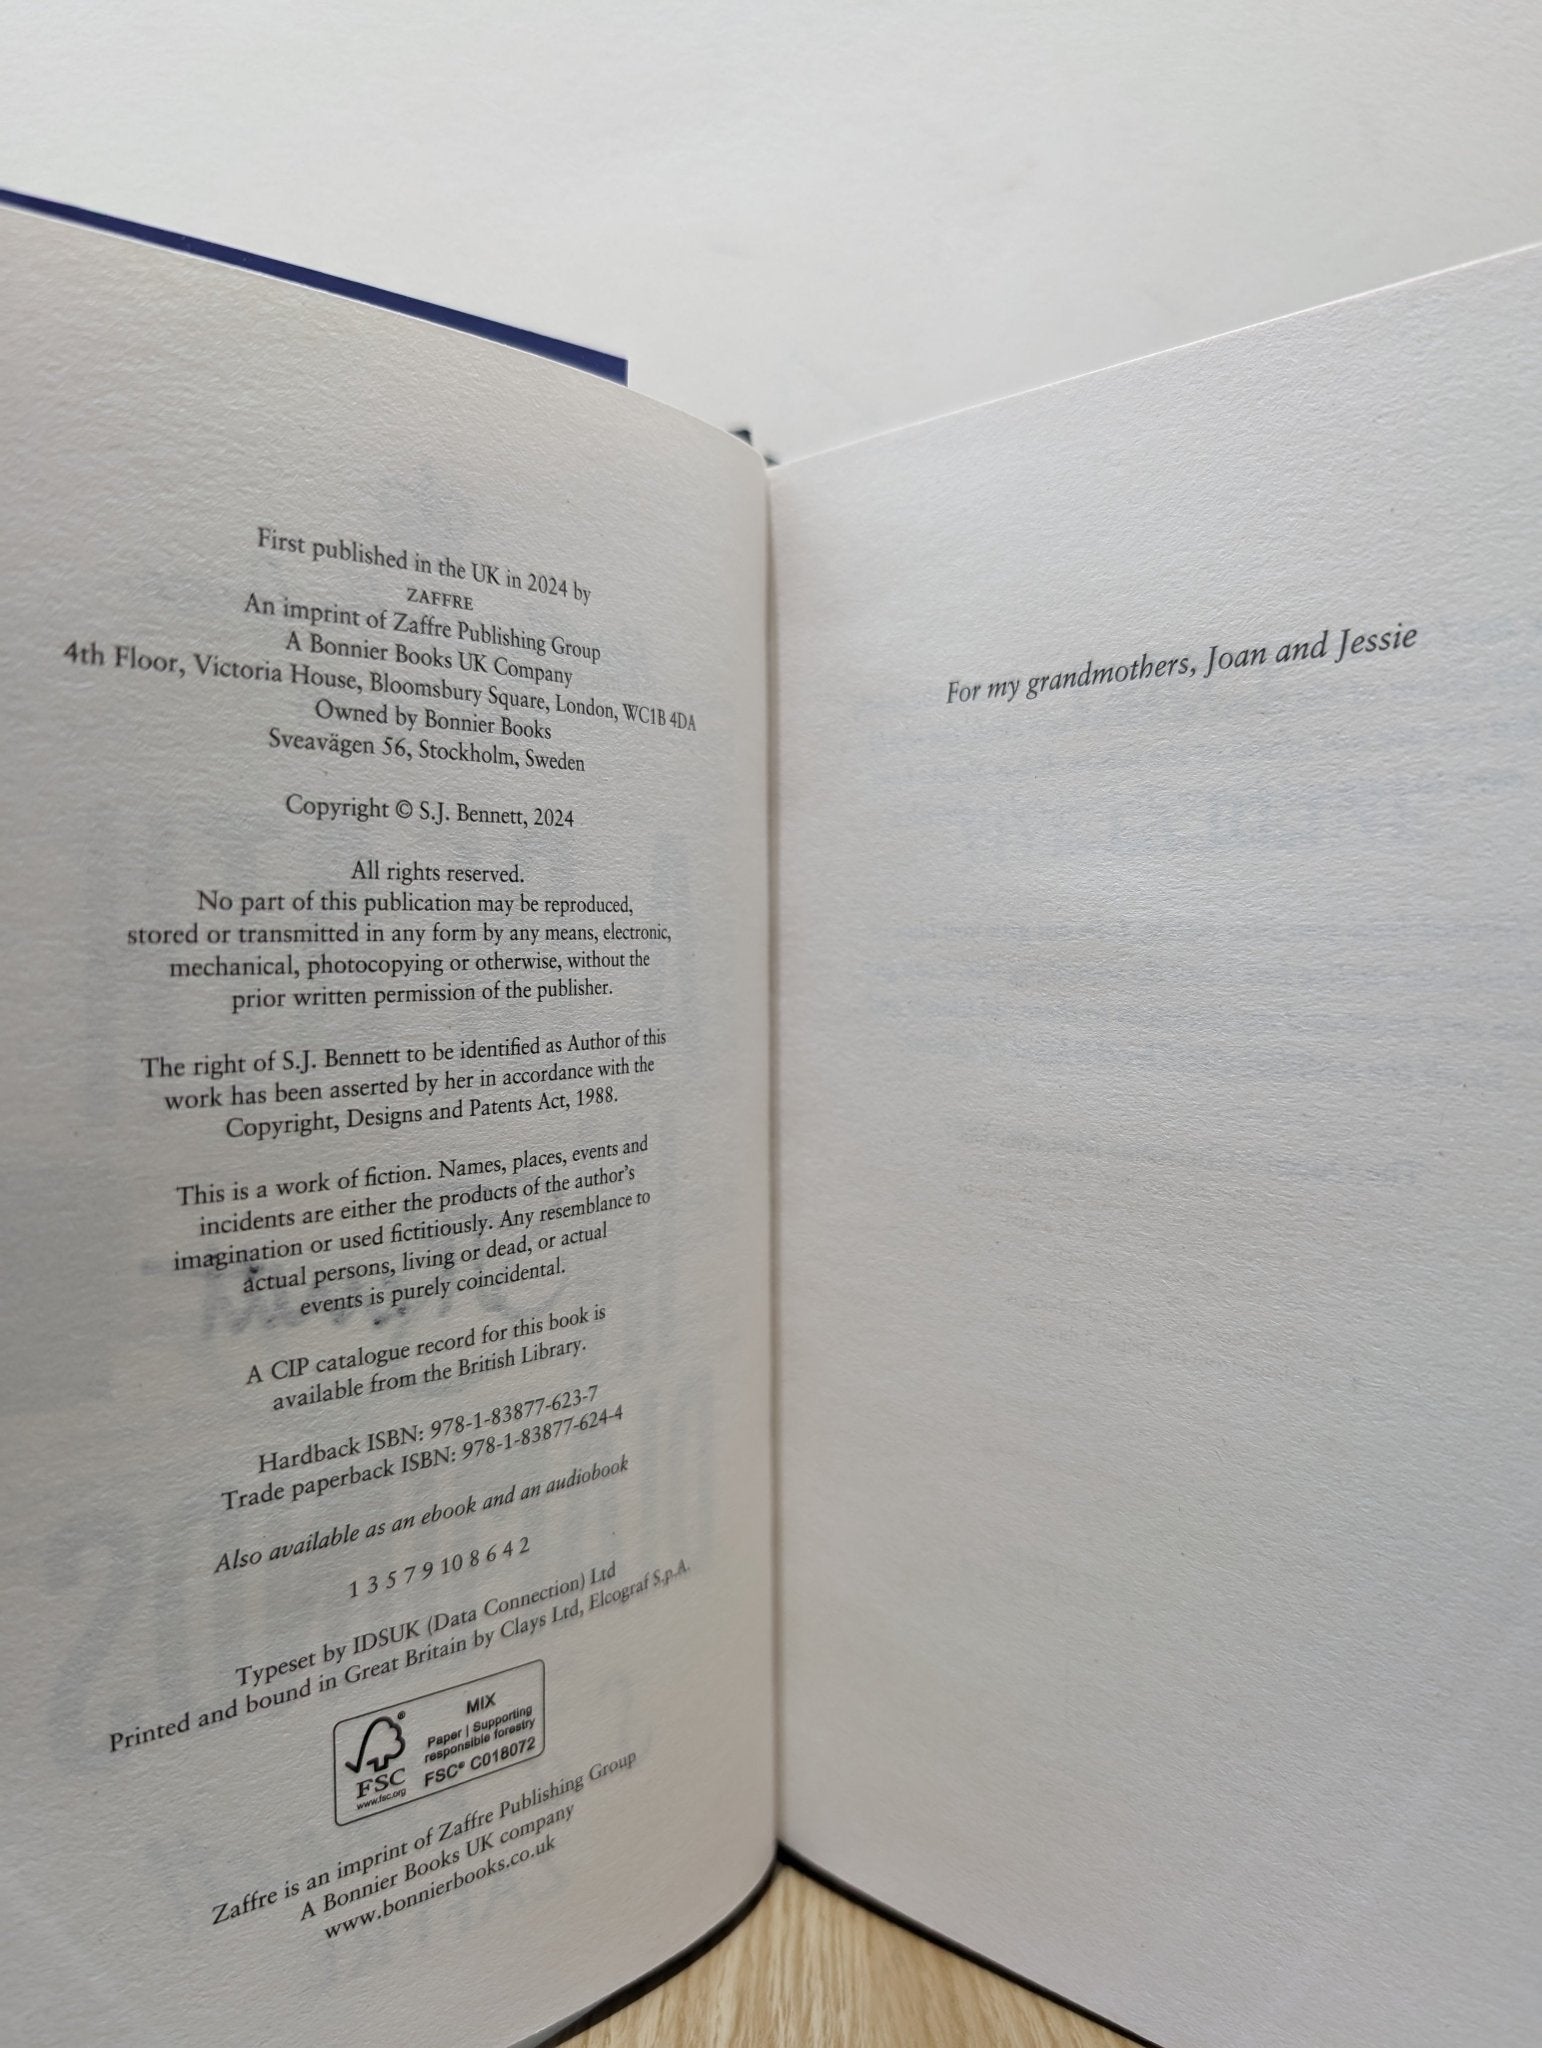 First published in the UK in 2024 by
ZAFFRE
An imprint of Zaffre Publishing Group
A Bonnier Books UK Company
4th Floor, Victoria House, Bloomsbury Square, London, WC1B 4DA
Owned by Bonnier Books
Sveavägen 56, Stockholm, Sweden
Copyright © S.J. Bennett, 2024
All rights reserved.
No part of this publication may be reproduced,
stored or transmitted in any form by any means, electronic,
mechanical, photocopying or otherwise, without the
prior written permission of the publisher.
The right of S.J. Bennett to be identified as Author of this
work has been asserted by her in accordance with the
Copyright, Designs and Patents Act, 1988.
This is a work of fiction. Names, places, events and
incidents are either the products of the author's
imagination or used fictitiously. Any resemblance to
actual persons, living or dead, or actual
events is purely coincidental.
A CIP catalogue record for this book is
available from the British Library.
Hardback ISBN: 978-1-83877-623-7
Trade paperback ISBN: 978-1-83877-624-4
Also available as an ebook and an audiobook
1 3 5 7 9 10 8 6 4 2
Typeset by IDSUK (Data Connection) Ltd
Printed and bound in Great Britain by Clays Ltd, Elcograf S.p.A.
FSC
www.fsc.org
MIX
Paper | Supporting
responsible forestry
FSC® C018072
Zaffre is an imprint of Zaffre Publishing Group
A Bonnier Books UK company
www.bonnierbooks.co.uk
For my grandmothers, Joan and Jessie